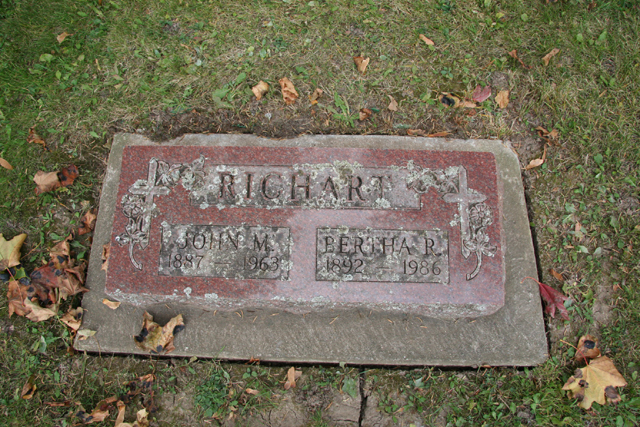 RICHART
JOHN M. BERTHA R.
1887 — 1963 1892 — 1986